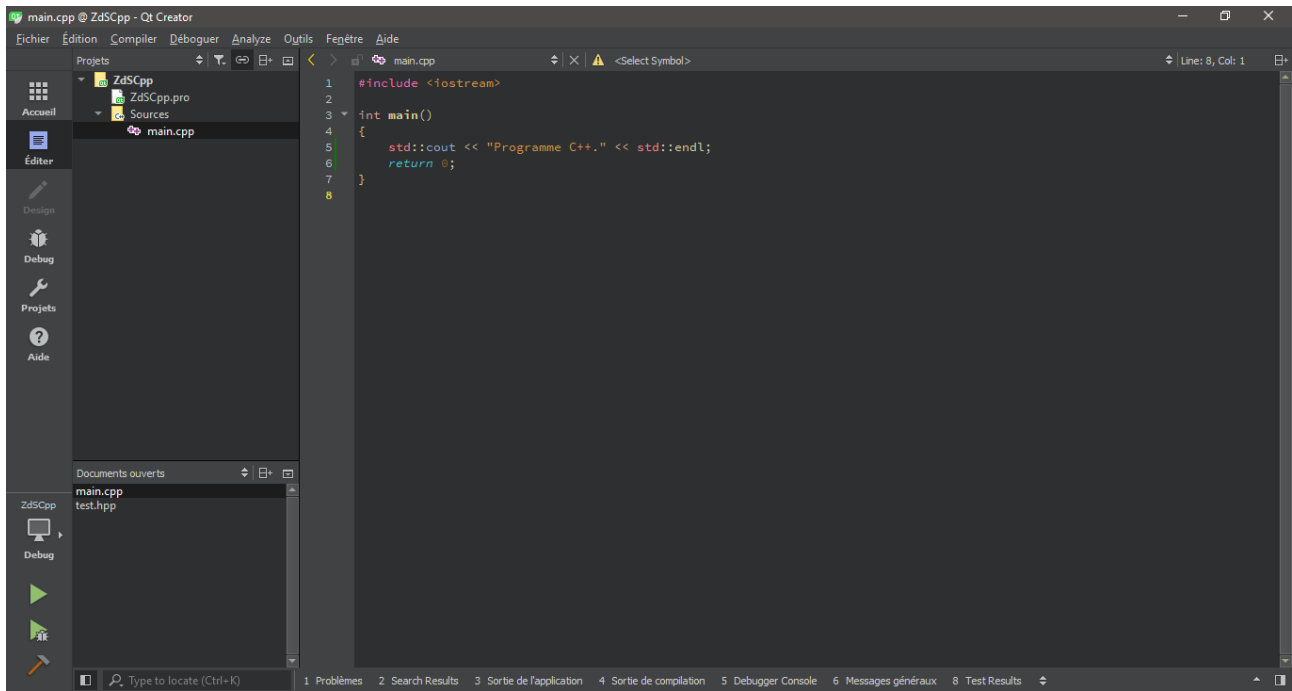 main.cpp @ ZdSCpp - Qt Creator
Fichier Édition Compiler Déboguer Analyze Outils Fenêtre Aide
Projets
main.cpp
<Select Symbol>
Line: 8, Col: 1
Accueil
Éditer
Design
Debug
Projets
Aide
ZdSCpp
ZdSCpp.pro
Sources
main.cpp
1 #include <iostream>
2
3 int main()
4 {
5 std::cout << "Programme C++." << std::endl;
6 return 0;
7 }
8
Documents ouverts
main.cpp
test.hpp
ZdSCpp
Debug
Type to locate (Ctrl+K)
1 Problèmes 2 Search Results 3 Sortie de l'application 4 Sortie de compilation 5 Debugger Console 6 Messages généraux 8 Test Results